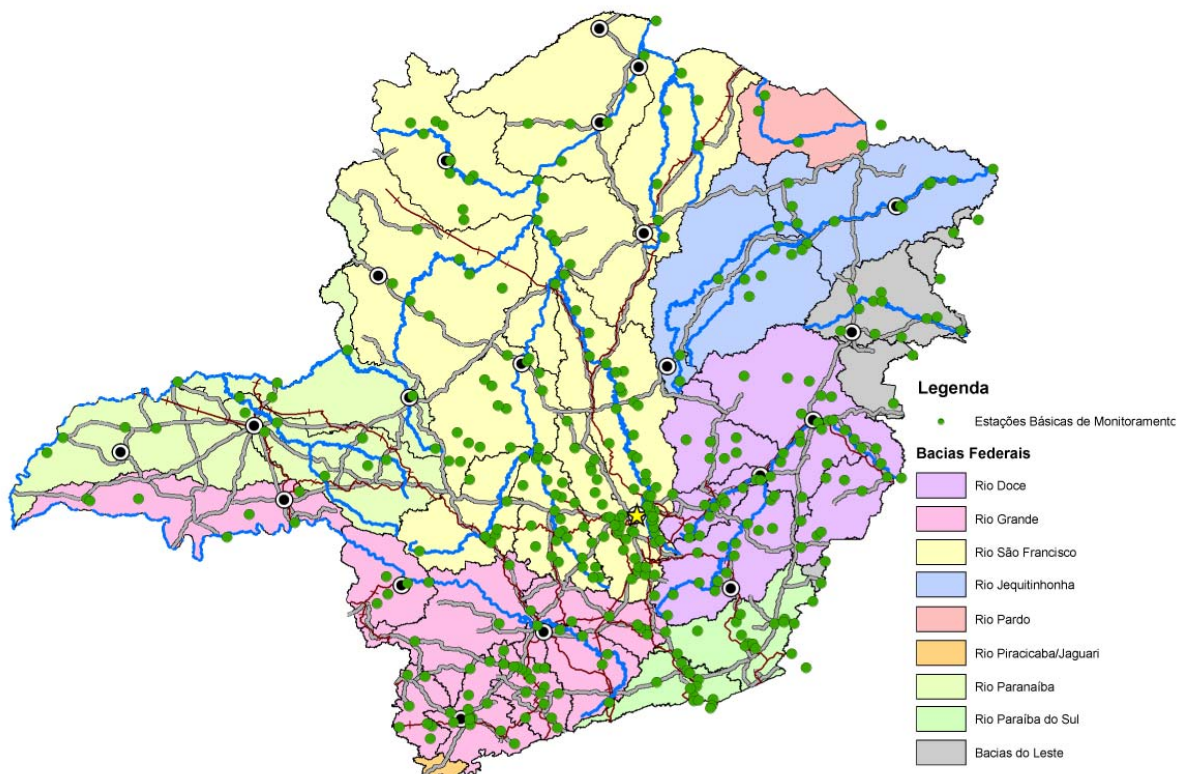 Legenda
Estações Básicas de Monitoramento
Bacias Federais
Rio Doce
Rio Grande
Rio São Francisco
Rio Jequitinhonha
Rio Pardo
Rio Piracicaba/Jaguari
Rio Paranaíba
Rio Paraíba do Sul
Bacias do Leste